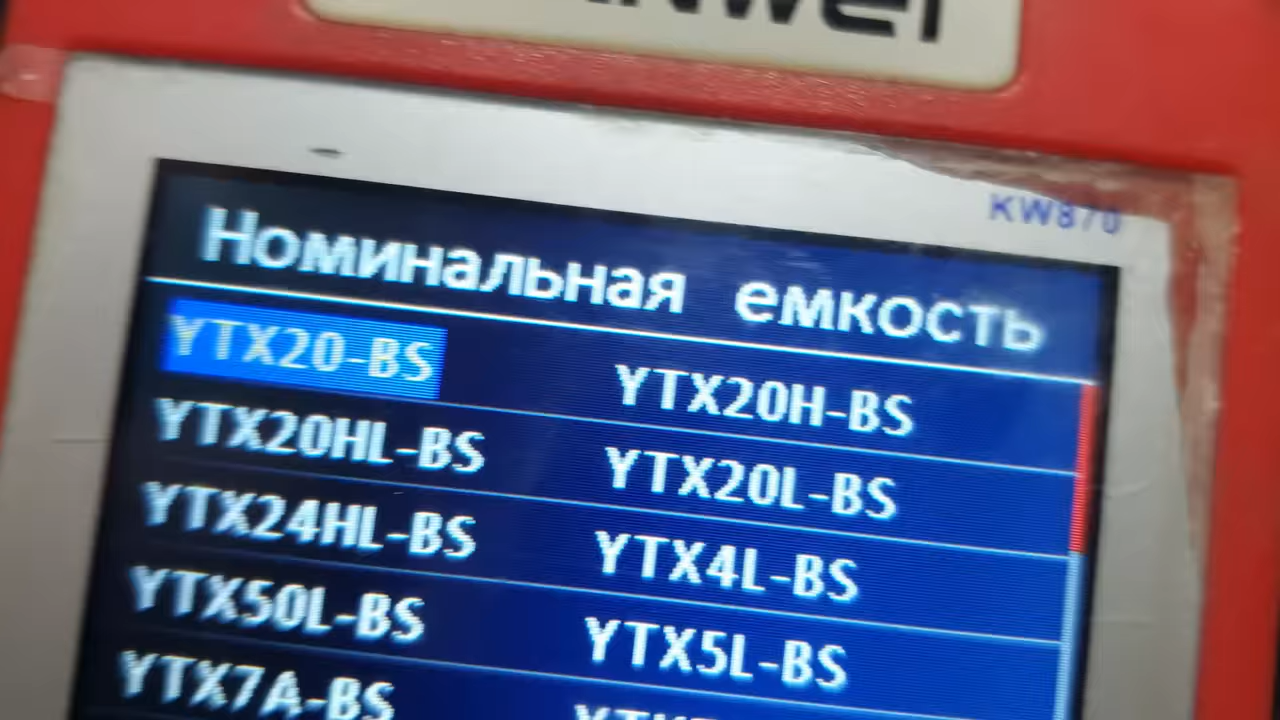 KW870
Номинальная емкость
YTX20-BS YTX20H-BS
YTX20HL-BS YTX20L-BS
YTX24HL-BS YTX4L-BS
YTX50L-BS YTX5L-BS
YTX7A-BS